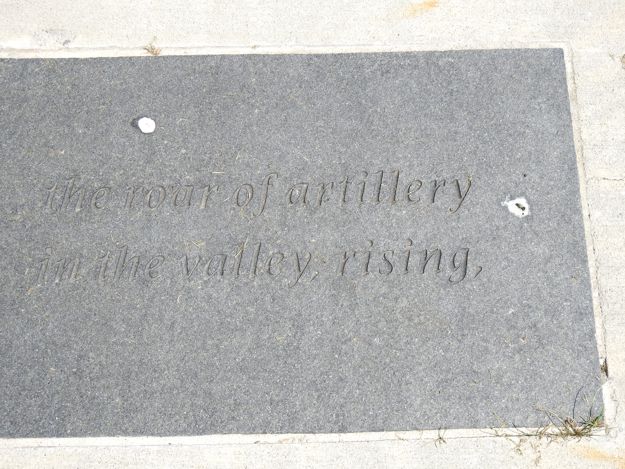 the roar of artillery
in the valley, rising,